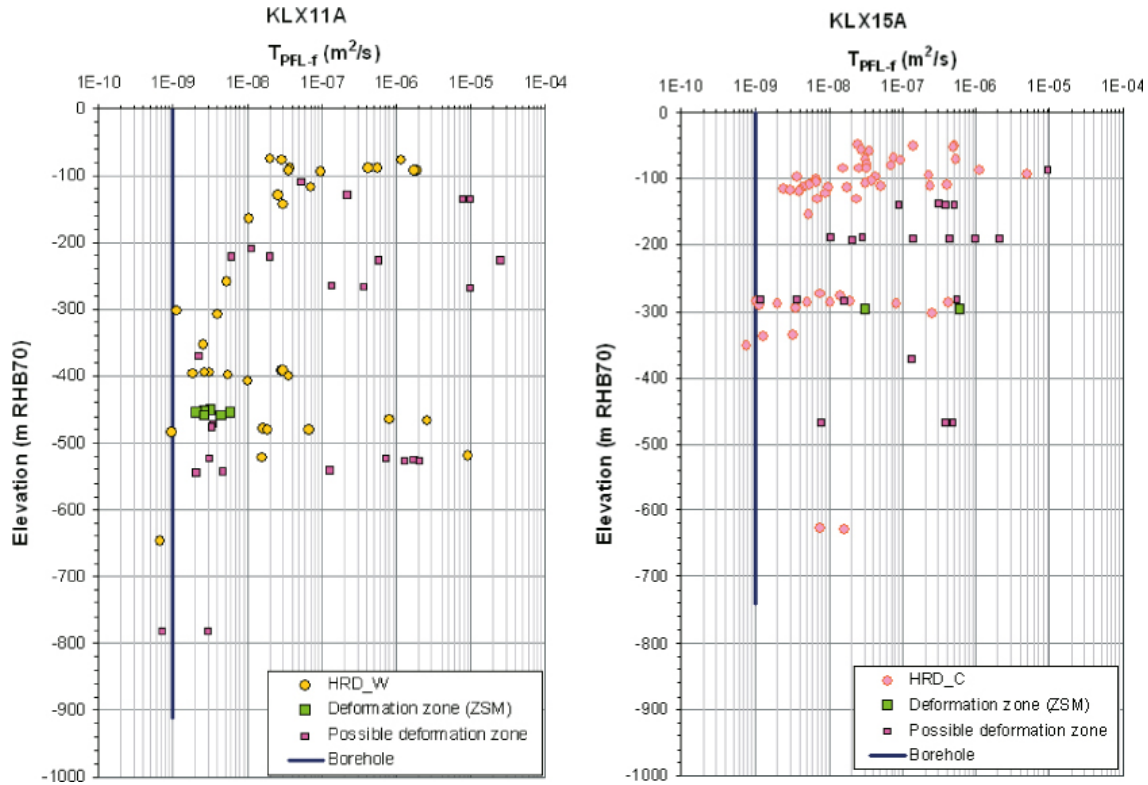 KLX11A
T_PFL-f (m²/s)
1E-10 1E-09 1E-08 1E-07 1E-06 1E-05 1E-04
0
-100
-200
-300
-400
-500
-600
-700
-800
-900
-1000
Elevation (m RHB70)
HRD_W
Deformation zone (ZSM)
Possible deformation zone
Borehole
KLX15A
T_PFL-f (m²/s)
1E-10 1E-09 1E-08 1E-07 1E-06 1E-05 1E-04
0
-100
-200
-300
-400
-500
-600
-700
-800
-900
-1000
Elevation (m RHB70)
HRD_C
Deformation zone (ZSM)
Possible deformation zone
Borehole